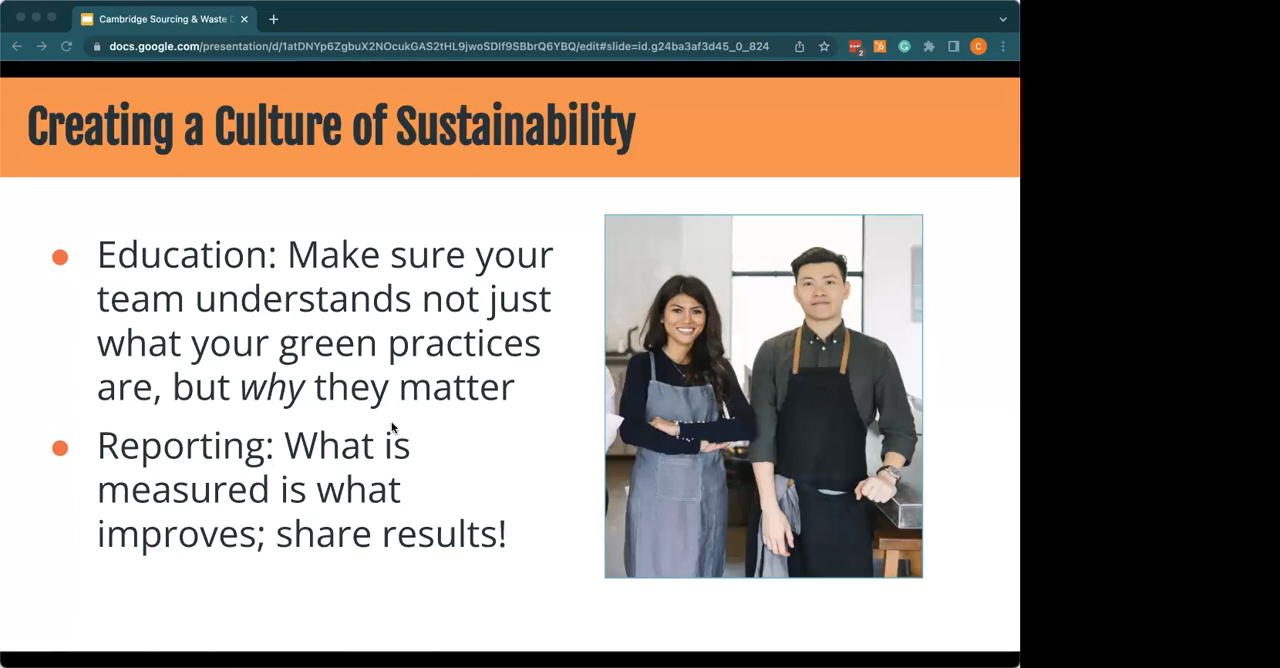 Cambridge Sourcing & Waste
docs.google.com/presentation/d/1atDNYp6ZgbuX2NOcukGAS2tHL9jwoSDIf9SBbrQ6YBQ/edit#slide=id.g24ba3af3d45_0_824
2
C
Creating a Culture of Sustainability
Education: Make sure your
team understands not just
what your green practices
are, but why they matter
Reporting: What is
measured is what
improves; share results!